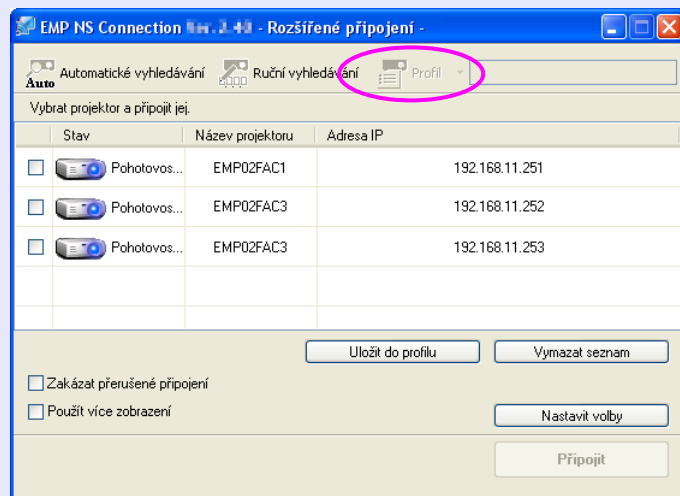 EMP NS Connection - Rozšířené připojení -
Auto Automatické vyhledávání Ruční vyhledávání Profil
Vybrat projektor a připojit jej.
Stav Název projektoru Adresa IP
Pohotovos... EMP02FAC1 192.168.11.251
Pohotovos... EMP02FAC3 192.168.11.252
Pohotovos... EMP02FAC3 192.168.11.253
Uložit do profilu Vymazat seznam
Zakázat přerušené připojení
Použít více zobrazení
Nastavit volby
Připojit